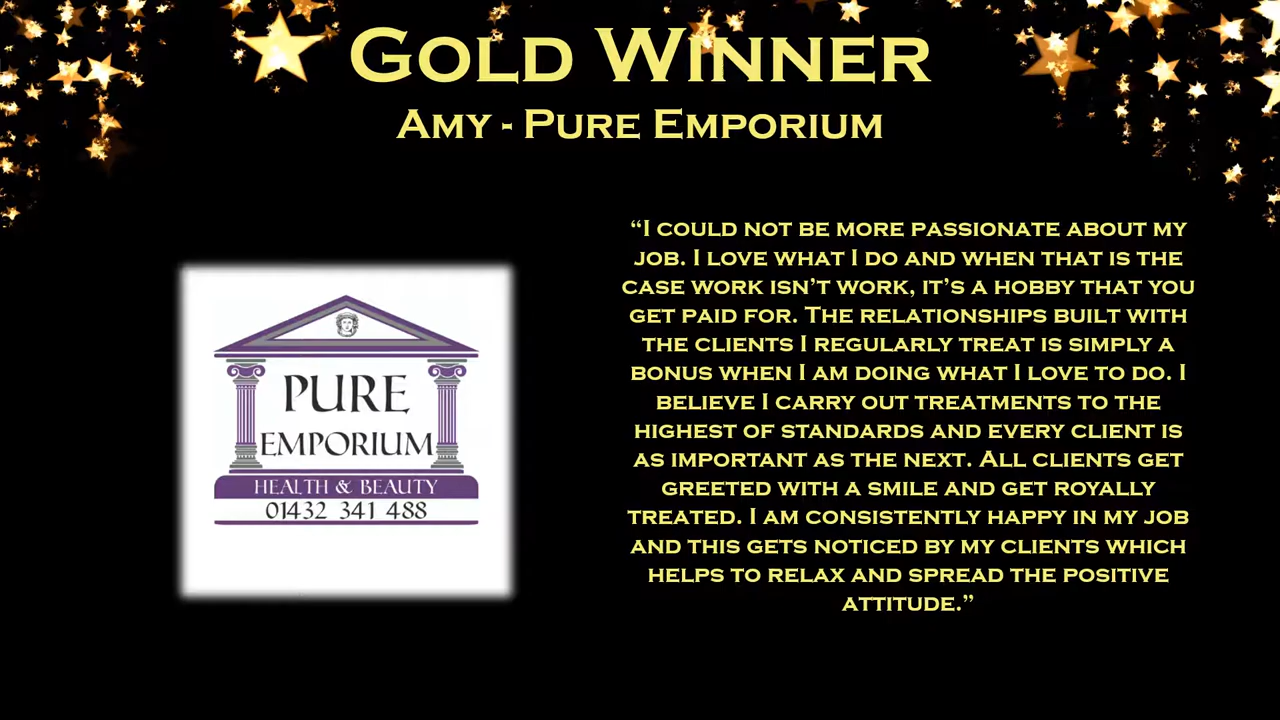 GOLD WINNER
AMY - PURE EMPORIUM
“I COULD NOT BE MORE PASSIONATE ABOUT MY
JOB. I LOVE WHAT I DO AND WHEN THAT IS THE
CASE WORK ISN’T WORK, IT’S A HOBBY THAT YOU
GET PAID FOR. THE RELATIONSHIPS BUILT WITH
THE CLIENTS I REGULARLY TREAT IS SIMPLY A
BONUS WHEN I AM DOING WHAT I LOVE TO DO. I
BELIEVE I CARRY OUT TREATMENTS TO THE
HIGHEST OF STANDARDS AND EVERY CLIENT IS
AS IMPORTANT AS THE NEXT. ALL CLIENTS GET
GREETED WITH A SMILE AND GET ROYALLY
TREATED. I AM CONSISTENTLY HAPPY IN MY JOB
AND THIS GETS NOTICED BY MY CLIENTS WHICH
HELPS TO RELAX AND SPREAD THE POSITIVE
ATTITUDE.”
PURE
EMPORIUM
HEALTH & BEAUTY
01432 341 488